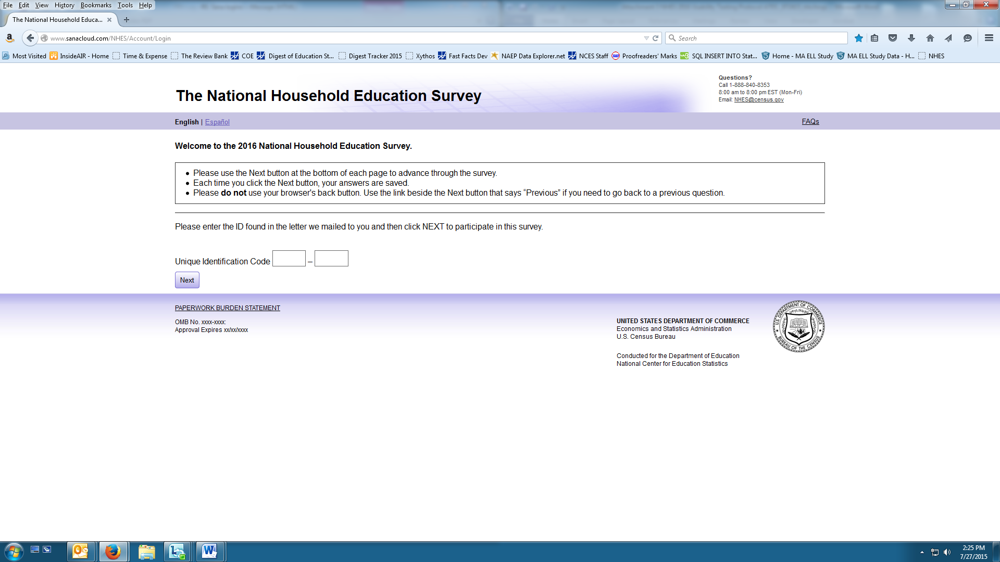 File Edit View History Bookmarks Tools Help
The National Household Educa...
www.sanacloud.com/NHES/Account/Login
Search
Most Visited InsideAIR - Home Time & Expense The Review Bank COE Digest of Education St... Digest Tracker 2015 Xythos Fast Facts Dev NAEP Data Explorer.net NCES Staff Proofreaders' Marks SQL INSERT INTO Stat... Home - MA ELL Study MA ELL Study Data - H... NHES
The National Household Education Survey
Questions?
Call 1-888-840-8353
8:00 am to 8:00 pm EST (Mon-Fri)
Email: NHES@census.gov
English | Español
FAQs
Welcome to the 2016 National Household Education Survey.
• Please use the Next button at the bottom of each page to advance through the survey.
• Each time you click the Next button, your answers are saved.
• Please do not use your browser's back button. Use the link beside the Next button that says “Previous” if you need to go back to a previous question.
Please enter the ID found in the letter we mailed to you and then click NEXT to participate in this survey.
Unique Identification Code –
Next
PAPERWORK BURDEN STATEMENT
OMB No. xxxx-xxxx:
Approval Expires xx/xx/xxxx
UNITED STATES DEPARTMENT OF COMMERCE
Economics and Statistics Administration
U.S. Census Bureau
Conducted for the Department of Education
National Center for Education Statistics
U.S. DEPARTMENT OF COMMERCE
BUREAU OF THE CENSUS
2:25 PM
7/27/2015